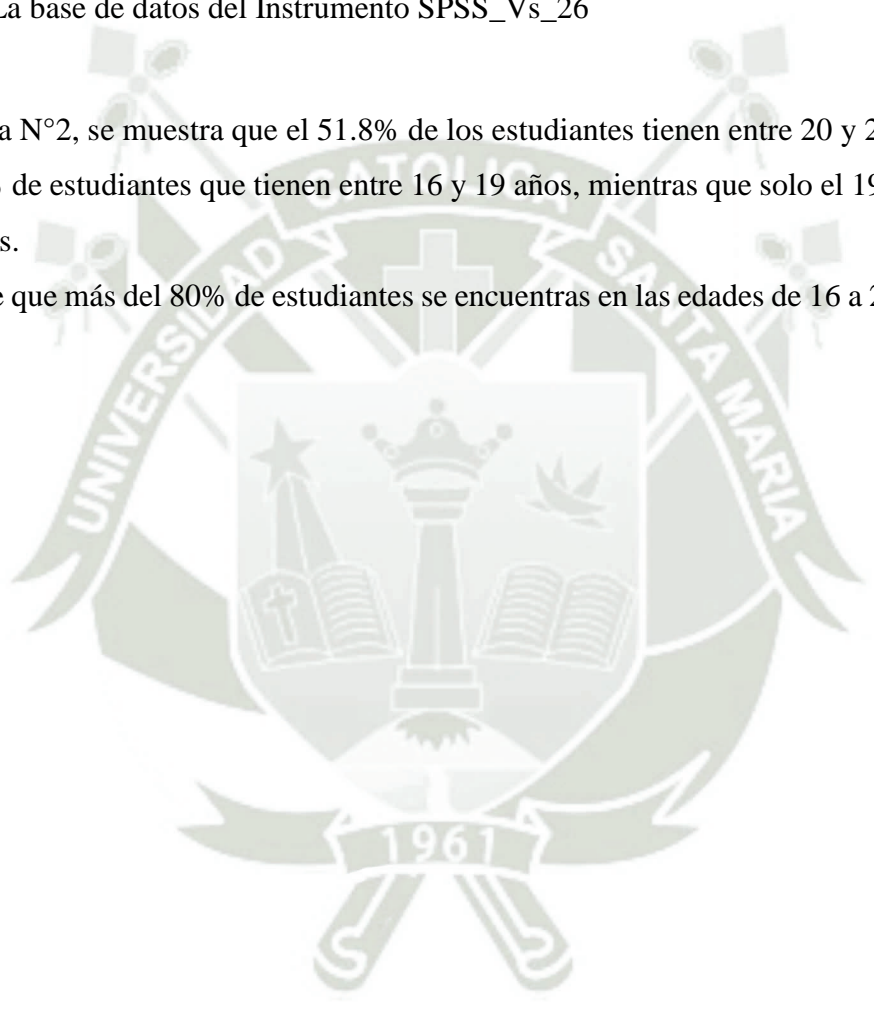 La base de datos del Instrumento SPSS_Vs_26
a N°2, se muestra que el 51.8% de los estudiantes tienen entre 20 y 2
de estudiantes que tienen entre 16 y 19 años, mientras que solo el 19
s.
e que más del 80% de estudiantes se encuentras en las edades de 16 a 2
UNIVERSIDAD CATOLICA SANTA MARIA
1961